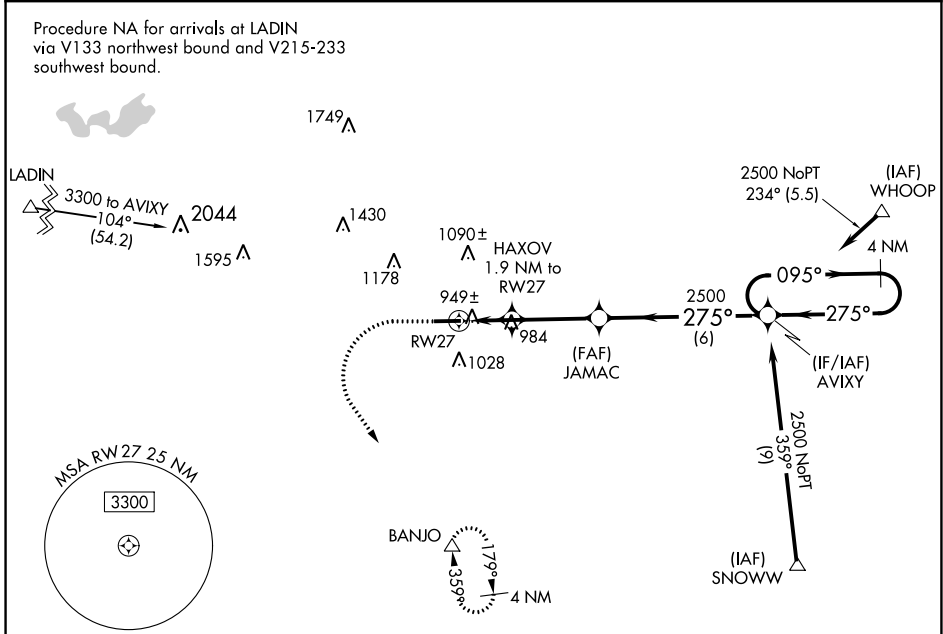 Procedure NA for arrivals at LADIN
via V133 northwest bound and V215-233
southwest bound.
1749
LADIN
3300 to AVIXY
104°
(54.2)
2044
1595
1430
1178
1090±
HAXOV
1.9 NM to
RW27
2500 NoPT
234° (5.5)
(IAF)
WHOOP
4 NM
095°
949±
RW27
984
1028
(FAF)
JAMAC
2500
275°
(6)
275°
(IF/IAF)
AVIXY
2500 NoPT
359°
(9)
MSA RW27 25 NM
3300
BANJO
179°
359°
4 NM
(IAF)
SNOWW